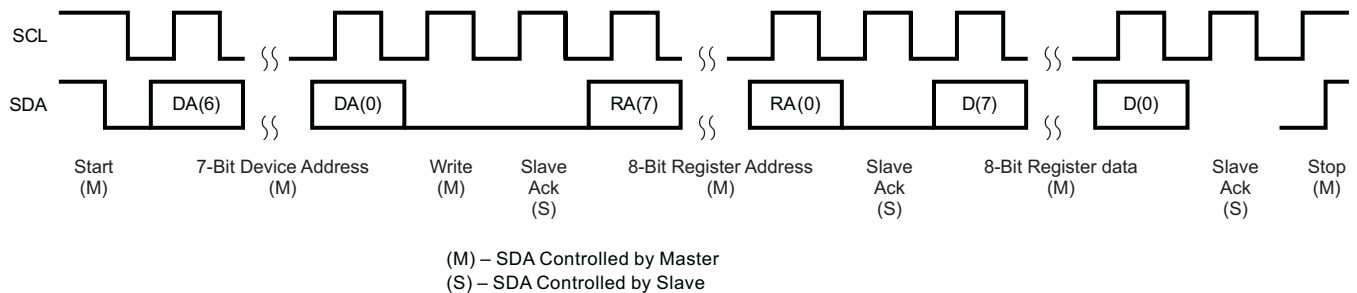 SCL
SDA
DA(6)
DA(0)
RA(7)
RA(0)
D(7)
D(0)
Start
(M)
7-Bit Device Address
(M)
Write
(M)
Slave
Ack
(S)
8-Bit Register Address
(M)
Slave
Ack
(S)
8-Bit Register data
(M)
Slave
Ack
(S)
Stop
(M)
(M) – SDA Controlled by Master
(S) – SDA Controlled by Slave